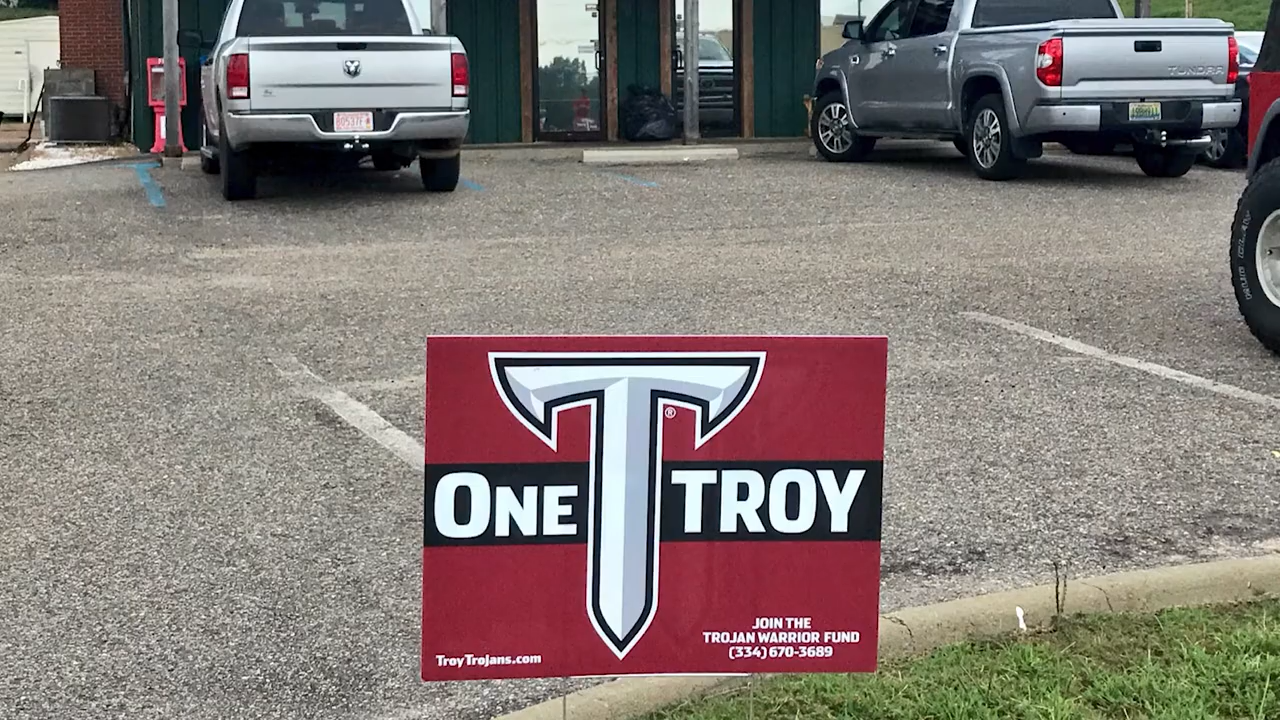 TUNDRA
ONE T TROY
®
JOIN THE
TROJAN WARRIOR FUND
(334) 670-3689
TroyTrojans.com